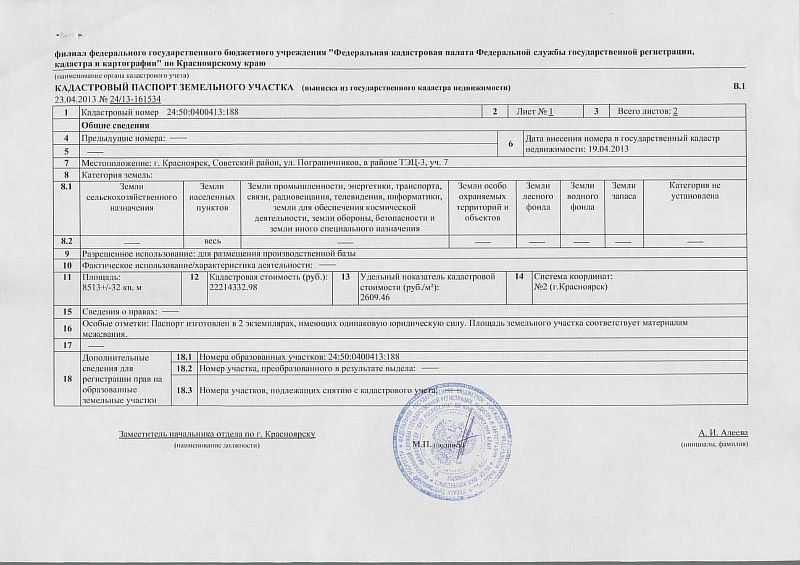 филиал федерального государственного бюджетного учреждения "Федеральная кадастровая палата Федеральной службы государственной регистрации,
кадастра и картографии" по Красноярскому краю
(наименование органа кадастрового учета)
КАДАСТРОВЫЙ ПАСПОРТ ЗЕМЕЛЬНОГО УЧАСТКА (выписка из государственного кадастра недвижимости) В.1
23.04.2013 № 24/13-161534
1 Кадастровый номер 24:50:0400413:188 2 Лист № 1 3 Всего листов: 2
Общие сведения
4 Предыдущие номера: —— 6 Дата внесения номера в государственный кадастр
недвижимости: 19.04.2013
5 ——
7 Местоположение: г. Красноярск, Советский район, ул. Пограничников, в районе ТЭЦ-3, уч. 7
8 Категория земель:
8.1 Земли Земли Земли промышленности, энергетики, транспорта, Земли особо Земли Земли Земли Категория не
сельскохозяйственного населенных связи, радиовещания, телевидения, информатики, охраняемых лесного водного запаса установлена
назначения пунктов земли для обеспечения космической территорий и фонда фонда
деятельности, земли обороны, безопасности и объектов
земли иного специального назначения
8.2 —— весь —— —— —— —— —— ——
9 Разрешенное использование: для размещения производственной базы
10 Фактическое использование/характеристика деятельности: ——
11 Площадь: 12 Кадастровая стоимость (руб.): 13 Удельный показатель кадастровой 14 Система координат:
8513+/-32 кв. м 22214332.98 стоимости (руб./м²): №2 (г.Красноярск)
2609.46
15 Сведения о правах: ——
16 Особые отметки: Паспорт изготовлен в 2 экземплярах, имеющих одинаковую юридическую силу. Площадь земельного участка соответствует материалам
межевания.
17 ——
18 Дополнительные сведения для регистрации прав на образованные земельные участки
18.1 Номера образованных участков: 24:50:0400413:188
18.2 Номер участка, преобразованного в результате выдела: ——
18.3 Номера участков, подлежащих снятию с кадастрового учета:
Заместитель начальника отдела по г. Красноярску А. И. Алеева
(наименование должности) М.П. (подпись) (инициалы, фамилия)